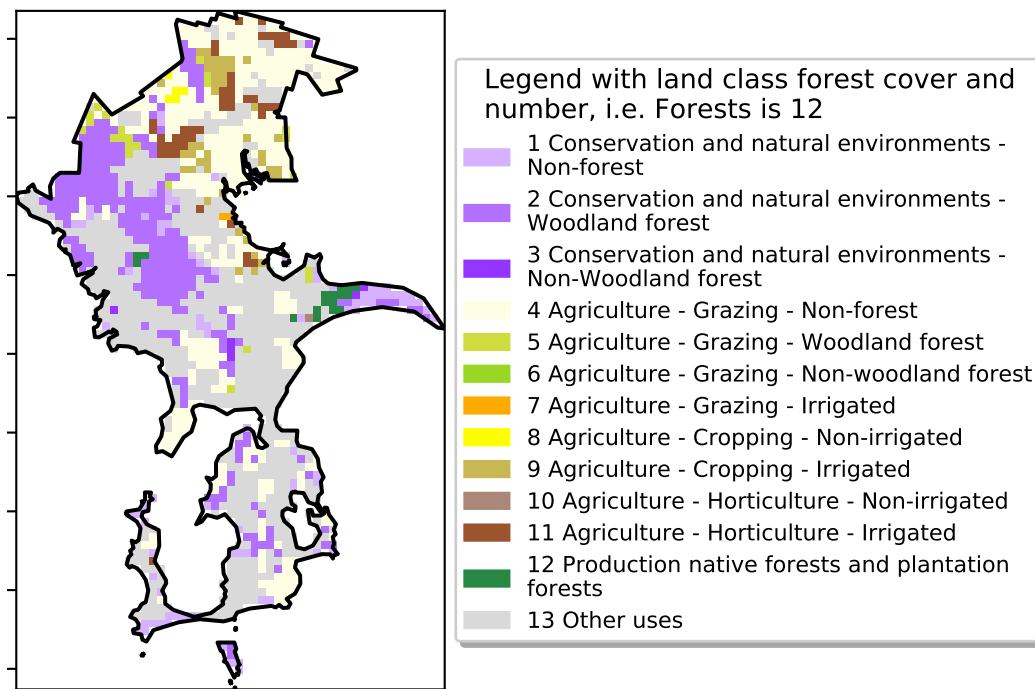 Legend with land class forest cover and
number, i.e. Forests is 12
1 Conservation and natural environments -
Non-forest
2 Conservation and natural environments -
Woodland forest
3 Conservation and natural environments -
Non-Woodland forest
4 Agriculture - Grazing - Non-forest
5 Agriculture - Grazing - Woodland forest
6 Agriculture - Grazing - Non-woodland forest
7 Agriculture - Grazing - Irrigated
8 Agriculture - Cropping - Non-irrigated
9 Agriculture - Cropping - Irrigated
10 Agriculture - Horticulture - Non-irrigated
11 Agriculture - Horticulture - Irrigated
12 Production native forests and plantation
forests
13 Other uses